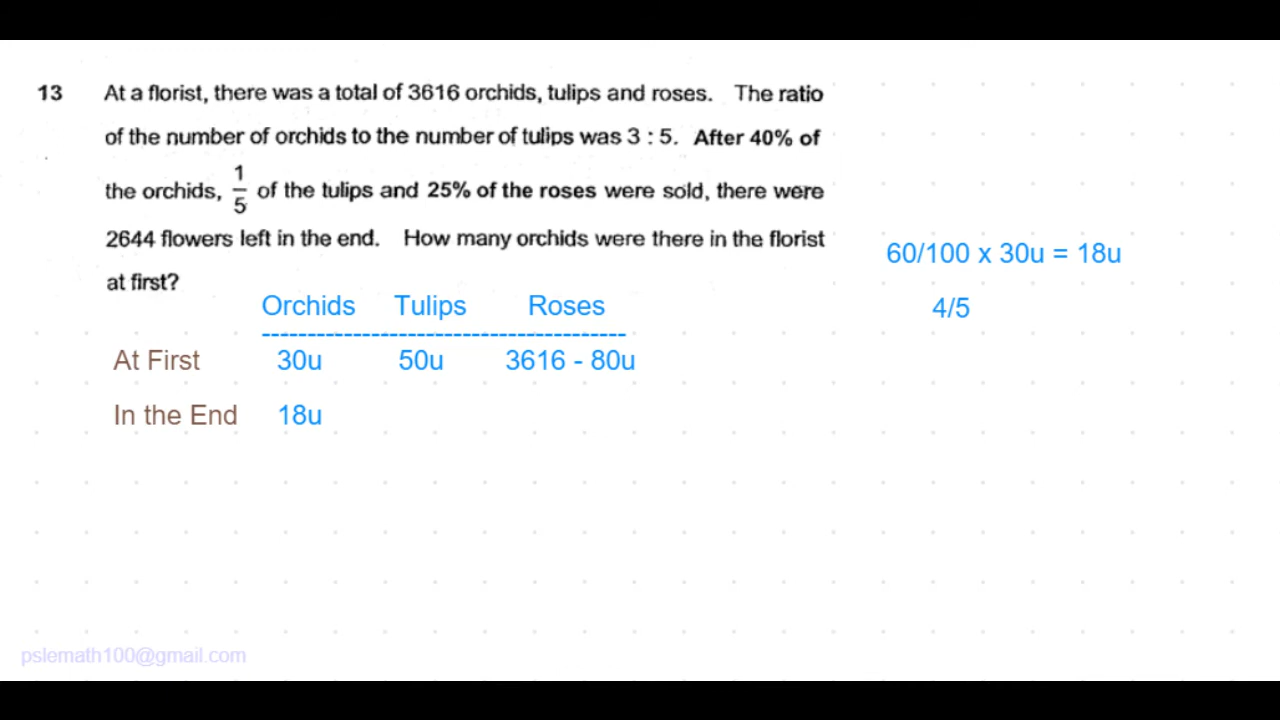 13 At a florist, there was a total of 3616 orchids, tulips and roses. The ratio
of the number of orchids to the number of tulips was 3 : 5. After 40% of
the orchids, 1/5 of the tulips and 25% of the roses were sold, there were
2644 flowers left in the end. How many orchids were there in the florist
at first?
60/100 x 30u = 18u
4/5
Orchids Tulips Roses
----------------------------------------
At First 30u 50u 3616 - 80u
In the End 18u
pslemath100@gmail.com